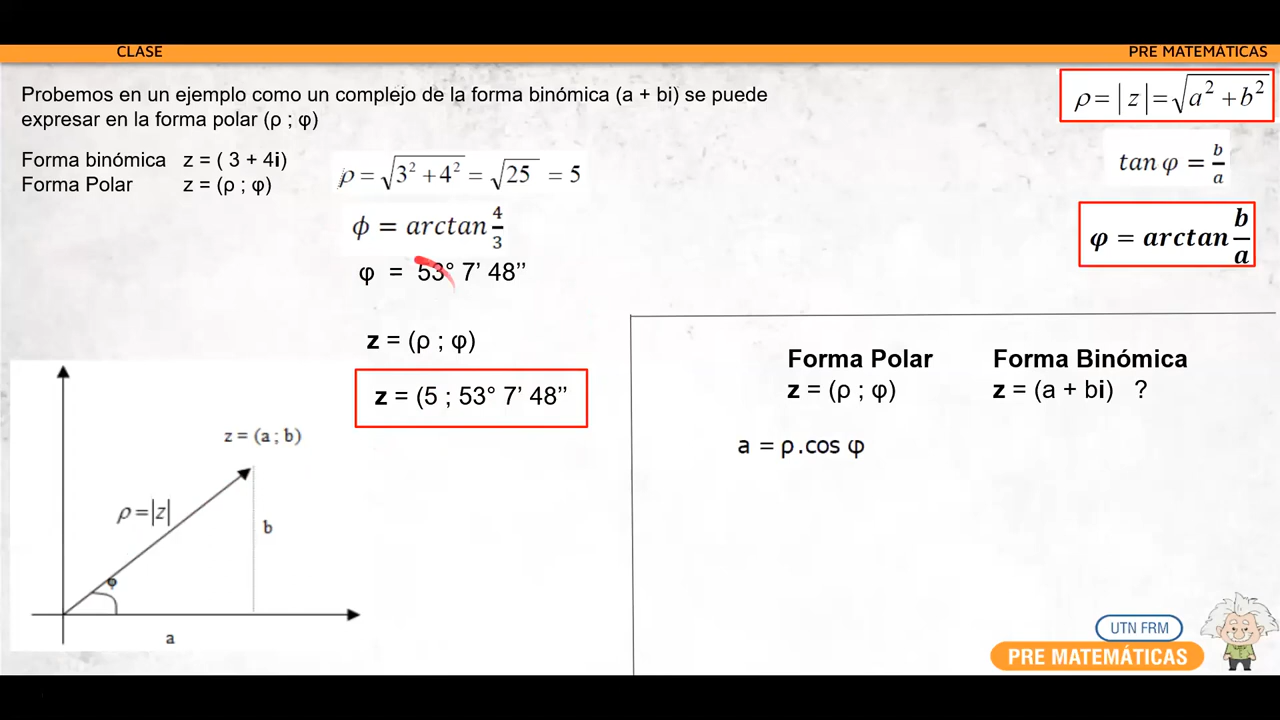 CLASE
PRE MATEMÁTICAS
Probemos en un ejemplo como un complejo de la forma binómica (a + bi) se puede
expresar en la forma polar (ρ ; φ)
Forma binómica z = ( 3 + 4i)
Forma Polar z = (ρ ; φ)
ρ = √(3² + 4²) = √25 = 5
ϕ = arctan 4/3
φ = 53° 7’ 48’’
z = (ρ ; φ)
z = (5 ; 53° 7’ 48’’
ρ = | z | = √(a² + b²)
tan φ = b/a
φ = arctan b/a
z = (a ; b)
ρ = |z|
b
φ
a
Forma Polar Forma Binómica
z = (ρ ; φ) z = (a + bi) ?
a = ρ.cos φ
UTN FRM
PRE MATEMÁTICAS